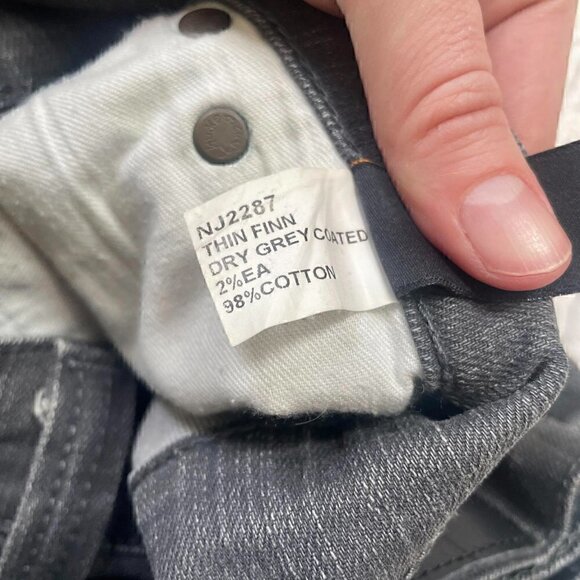 NJ2287
THIN FINN
DRY GREY COATED
2%EA
98%COTTON